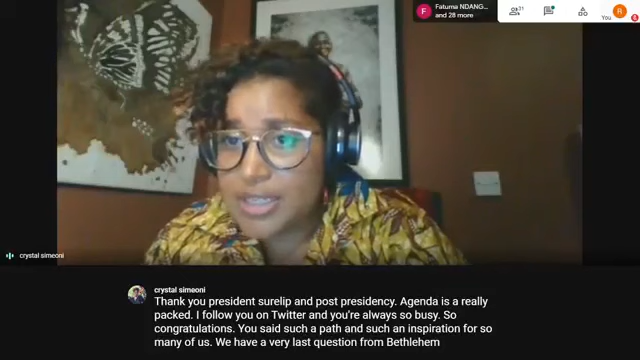 F
Fatuma NDANG...
and 28 more
31
You
R
crystal simeoni
crystal simeoni
Thank you president surelip and post presidency. Agenda is a really
packed. I follow you on Twitter and you're always so busy. So
congratulations. You said such a path and such an inspiration for so
many of us. We have a very last question from Bethlehem